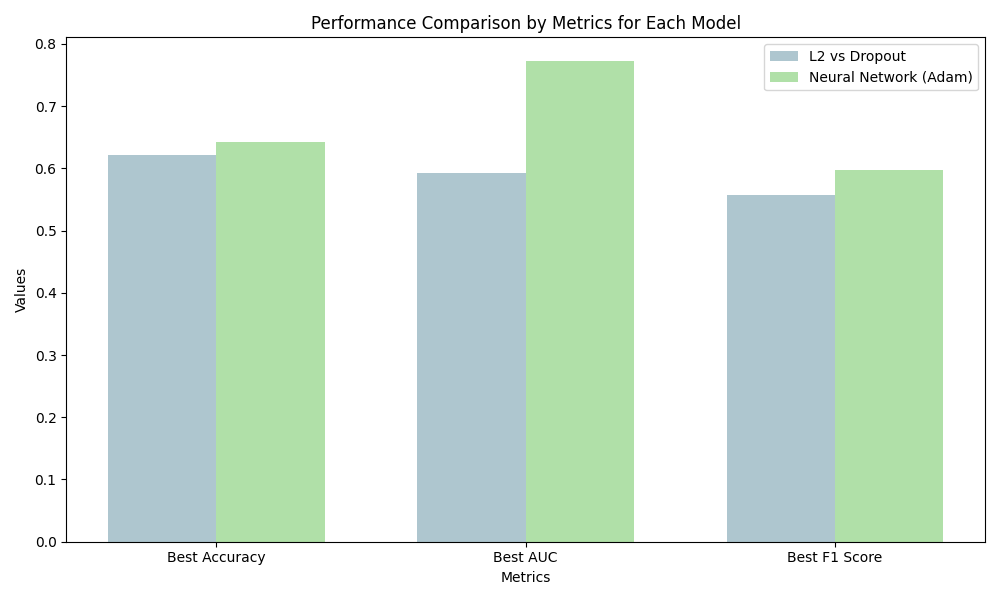 Performance Comparison by Metrics for Each Model
L2 vs Dropout
Neural Network (Adam)
Values
0.8
0.7
0.6
0.5
0.4
0.3
0.2
0.1
0.0
Best Accuracy
Best AUC
Best F1 Score
Metrics